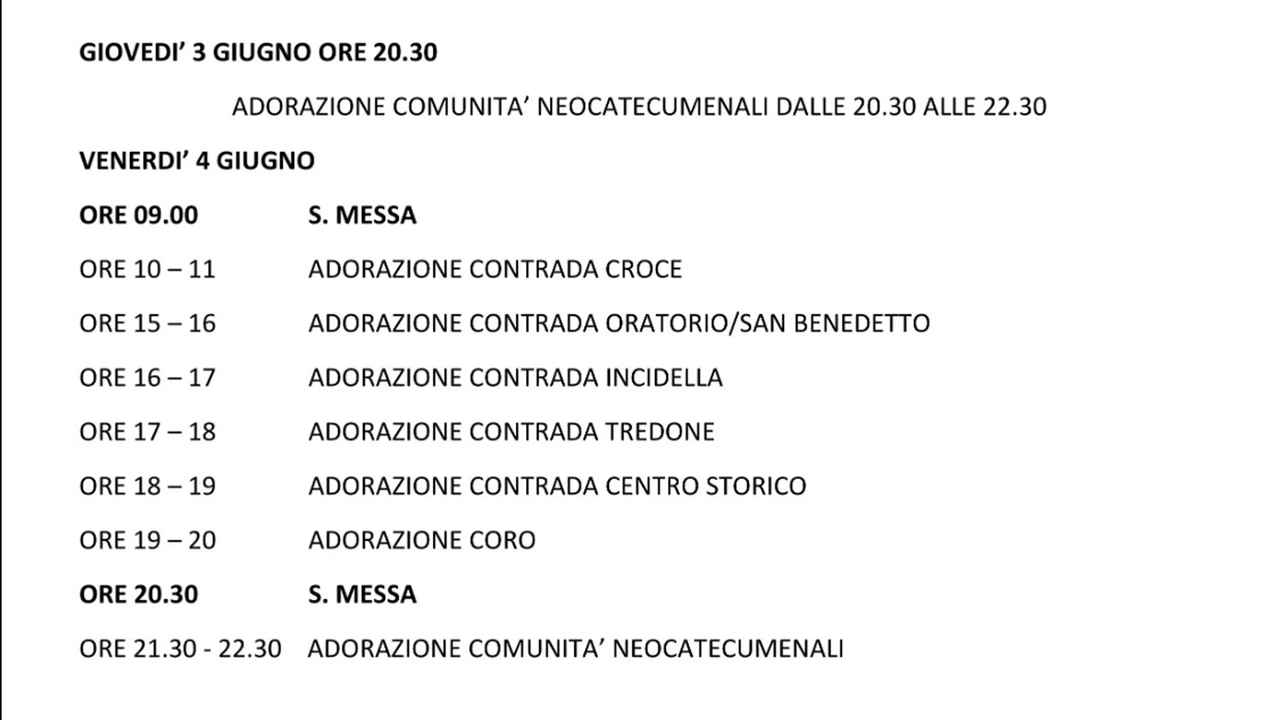 GIOVEDI’ 3 GIUGNO ORE 20.30
ADORAZIONE COMUNITA’ NEOCATECUMENALI DALLE 20.30 ALLE 22.30
VENERDI’ 4 GIUGNO
ORE 09.00 S. MESSA
ORE 10 – 11 ADORAZIONE CONTRADA CROCE
ORE 15 – 16 ADORAZIONE CONTRADA ORATORIO/SAN BENEDETTO
ORE 16 – 17 ADORAZIONE CONTRADA INCIDELLA
ORE 17 – 18 ADORAZIONE CONTRADA TREDONE
ORE 18 – 19 ADORAZIONE CONTRADA CENTRO STORICO
ORE 19 – 20 ADORAZIONE CORO
ORE 20.30 S. MESSA
ORE 21.30 - 22.30 ADORAZIONE COMUNITA’ NEOCATECUMENALI